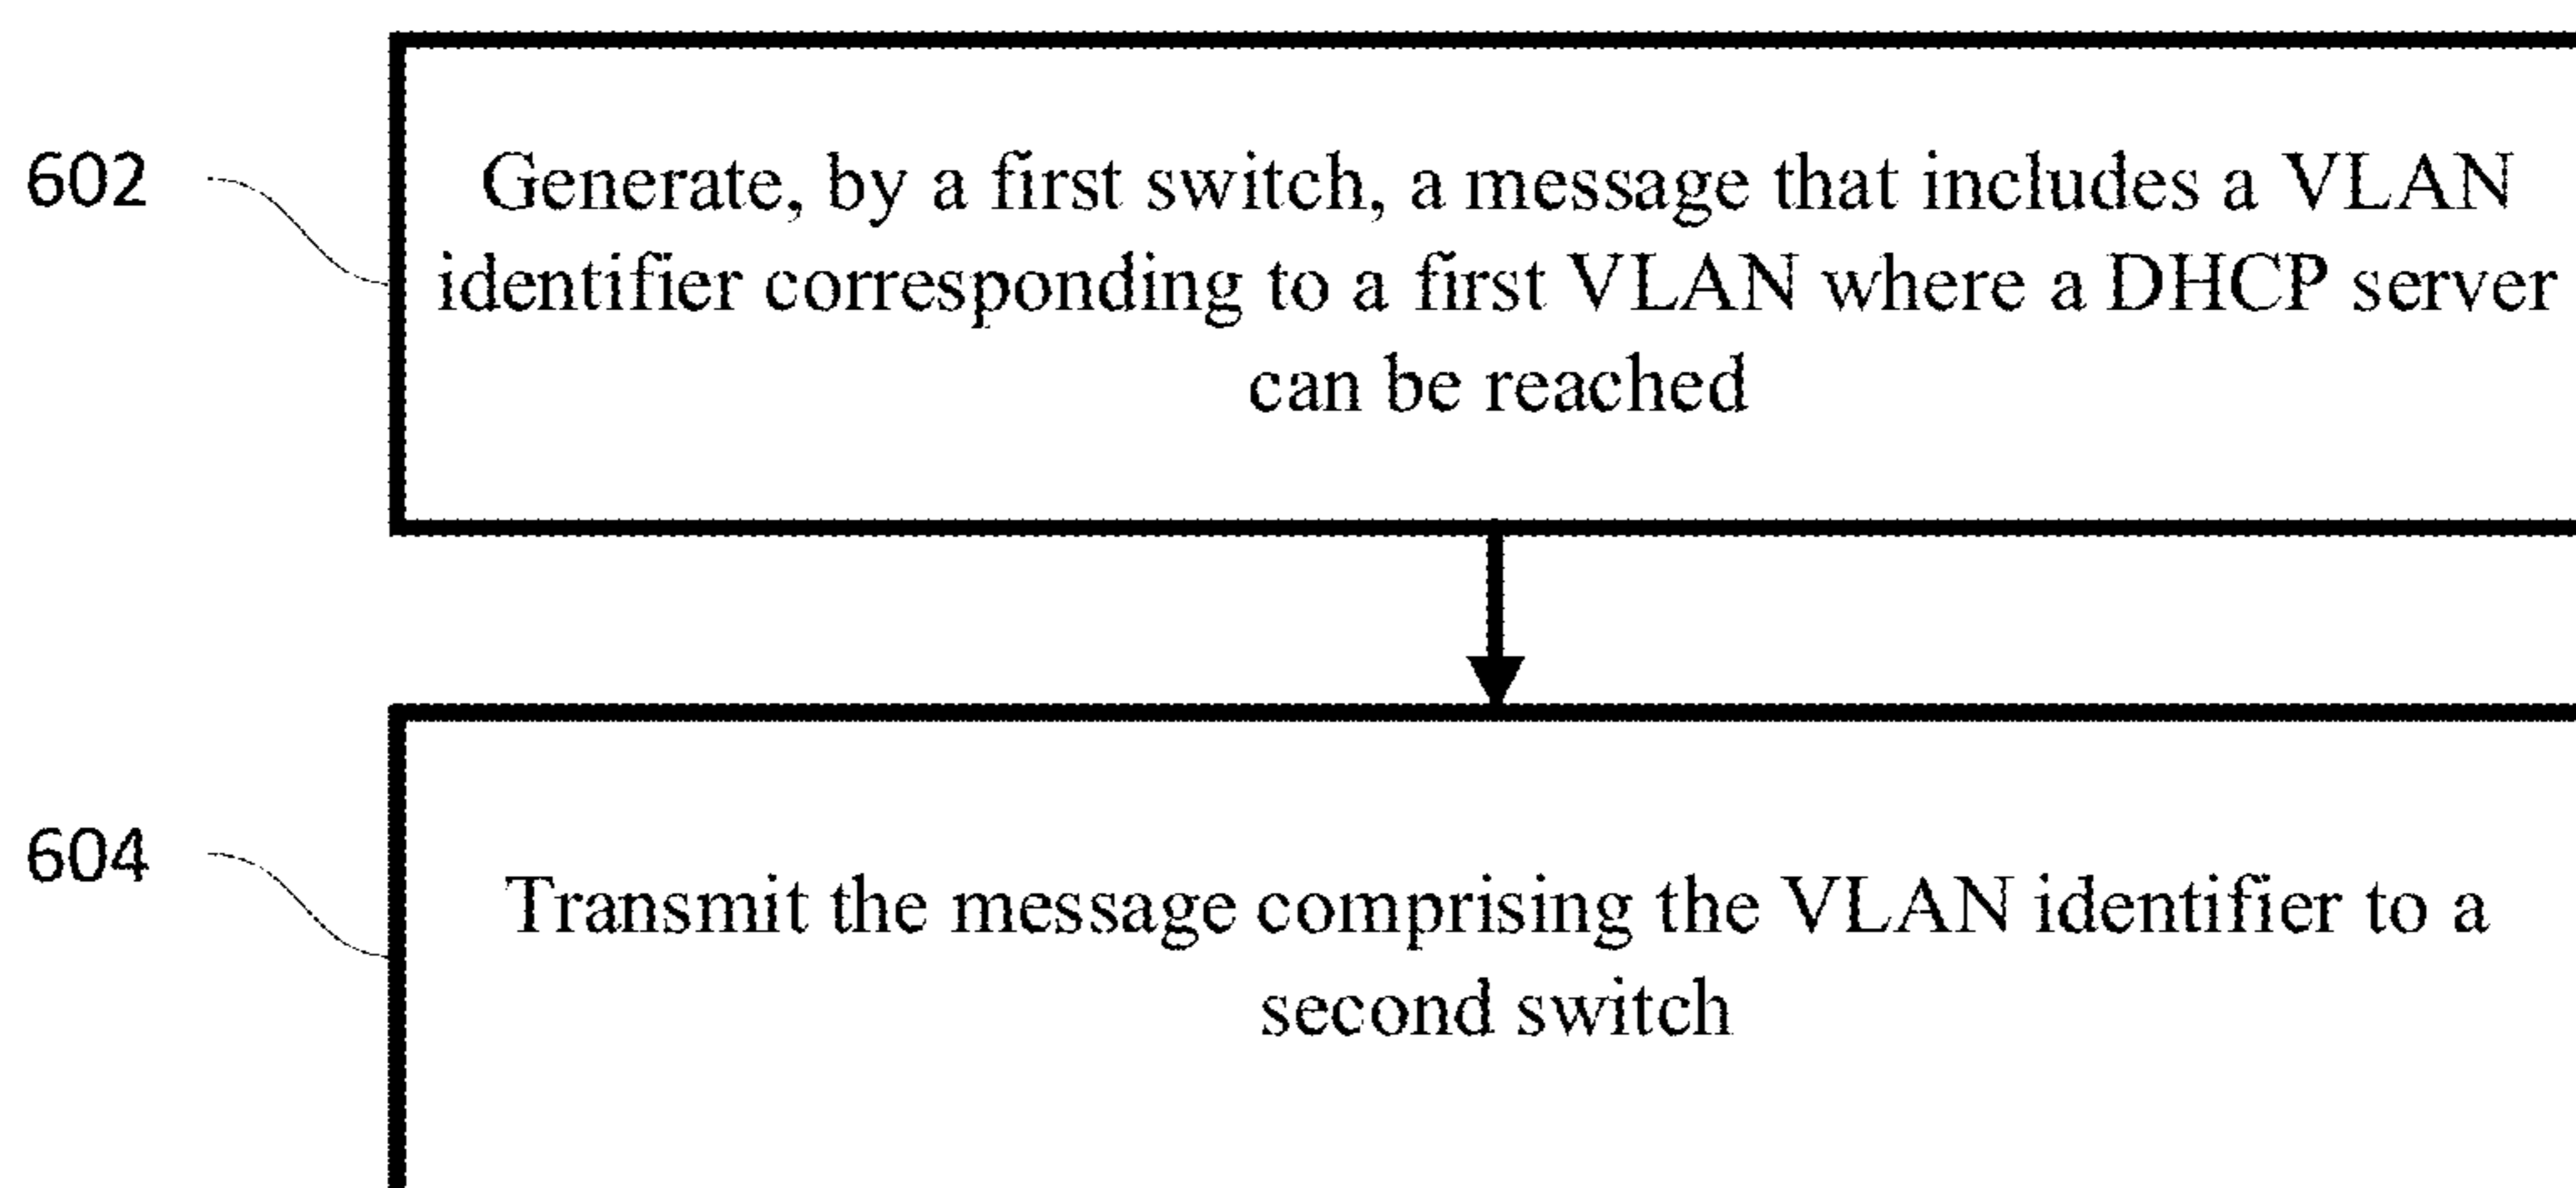 602
Generate, by a first switch, a message that includes a VLAN
identifier corresponding to a first VLAN where a DHCP server
can be reached
604
Transmit the message comprising the VLAN identifier to a
second switch